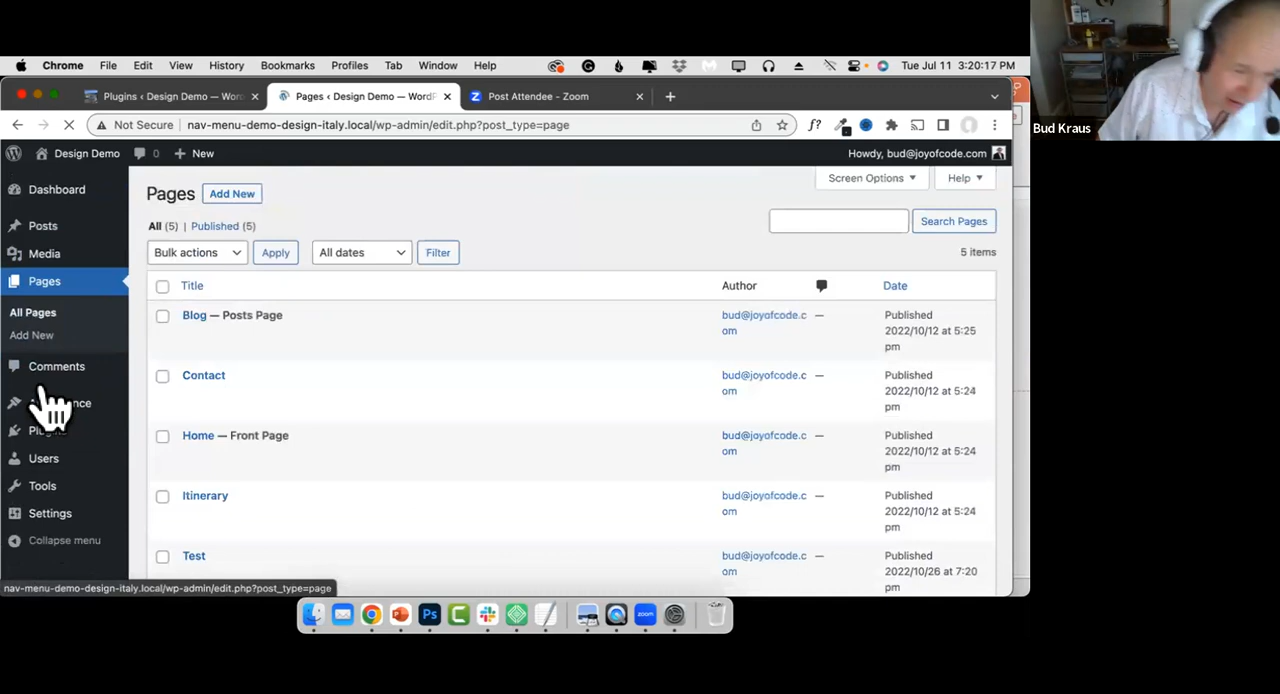 Chrome File Edit View History Bookmarks Profiles Tab Window Help Tue Jul 11 3:20:17 PM
Plugins ‹ Design Demo — Wor Pages ‹ Design Demo — WordP Post Attendee - Zoom
Not Secure nav-menu-demo-design-italy.local/wp-admin/edit.php?post_type=page
Design Demo 0 + New Howdy, bud@joyofcode.com
Bud Kraus
Dashboard
Posts
Media
Pages
All Pages
Add New
Comments
Users
Tools
Settings
Collapse menu
Screen Options Help
Pages Add New
All (5) | Published (5)
Search Pages
Bulk actions Apply All dates Filter
5 items
Title Author Date
Blog — Posts Page bud@joyofcode.c — Published
om 2022/10/12 at 5:25
pm
Contact bud@joyofcode.c — Published
om 2022/10/12 at 5:24
pm
Home — Front Page bud@joyofcode.c — Published
om 2022/10/12 at 5:24
pm
Itinerary bud@joyofcode.c — Published
om 2022/10/12 at 5:24
pm
Test bud@joyofcode.c — Published
om 2022/10/26 at 7:20
pm
nav-menu-demo-design-italy.local/wp-admin/edit.php?post_type=page
Ps zoom